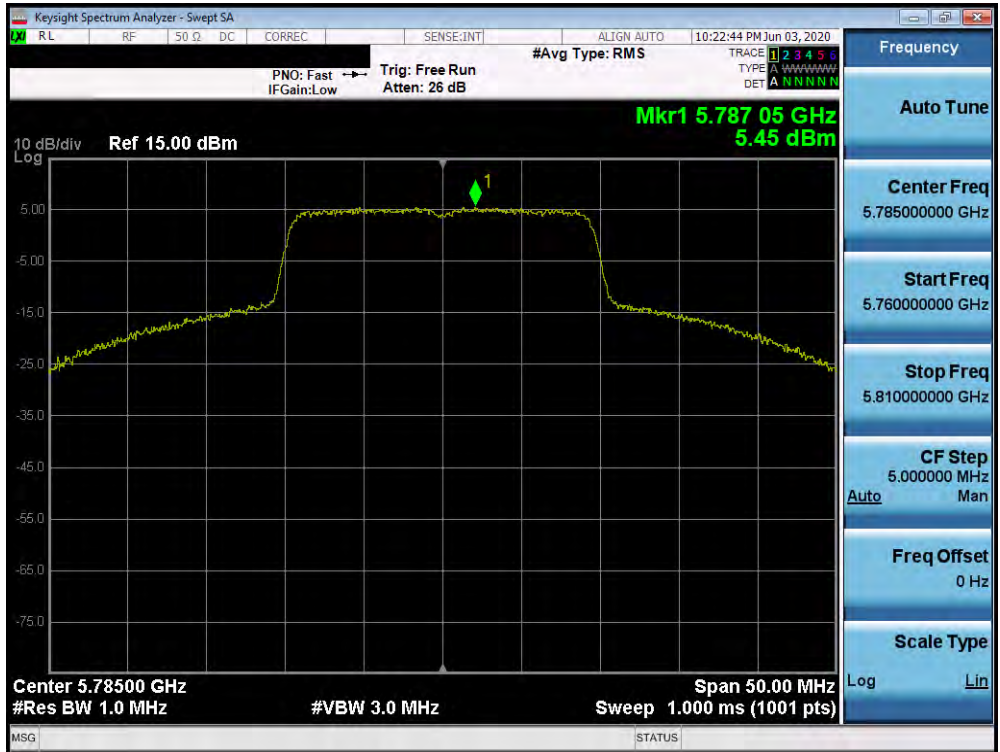 Keysight Spectrum Analyzer - Swept SA
LXI RL RF 50 Ω DC CORREC SENSE:INT ALIGN AUTO 10:22:44 PM Jun 03, 2020
#Avg Type: RMS
TRACE 1 2 3 4 5 6
PNO: Fast Trig: Free Run
TYPE A WWWWW
IFGain:Low Atten: 26 dB
DET A N N N N N
Mkr1 5.787 05 GHz
5.45 dBm
10 dB/div Ref 15.00 dBm
Log
1
5.00
-5.00
-15.0
-25.0
-35.0
-45.0
-55.0
-65.0
-75.0
Center 5.78500 GHz Span 50.00 MHz
#Res BW 1.0 MHz #VBW 3.0 MHz Sweep 1.000 ms (1001 pts)
MSG STATUS
Frequency
Auto Tune
Center Freq
5.785000000 GHz
Start Freq
5.760000000 GHz
Stop Freq
5.810000000 GHz
CF Step
5.000000 MHz
Auto Man
Freq Offset
0 Hz
Scale Type
Log Lin